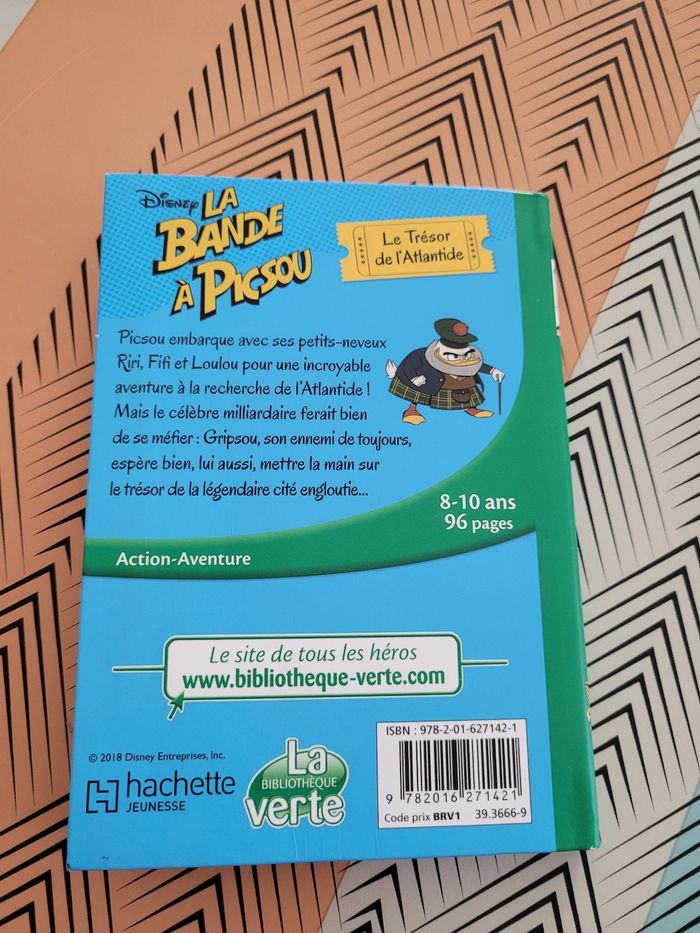 Disney LA
BANDE
À PICSOU
Le Trésor
de l'Atlantide
Picsou embarque avec ses petits-neveux
Riri, Fifi et Loulou pour une incroyable
aventure à la recherche de l'Atlantide !
Mais le célèbre milliardaire ferait bien
de se méfier : Gripsou, son ennemi de toujours,
espère bien, lui aussi, mettre la main sur
le trésor de la légendaire cité engloutie...
8-10 ans
96 pages
Action-Aventure
Le site de tous les héros
www.bibliotheque-verte.com
© 2018 Disney Entreprises, Inc.
hachette
JEUNESSE
La
BIBLIOTHÈQUE
verte
ISBN : 978-2-01-627142-1
9 782016 271421
Code prix BRV1 39.3666-9